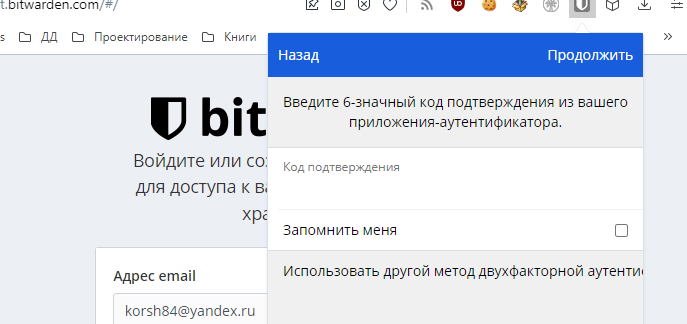 t.bitwarden.com/#/
s ДД Проектирование Книги
Назад Продолжить
Введите 6-значный код подтверждения из вашего
приложения-аутентификатора.
bit
Войдите или со
для доступа к ва
хра
Код подтверждения
Запомнить меня
Использовать другой метод двухфакторной аутенти
Адрес email
korsh84@yandex.ru